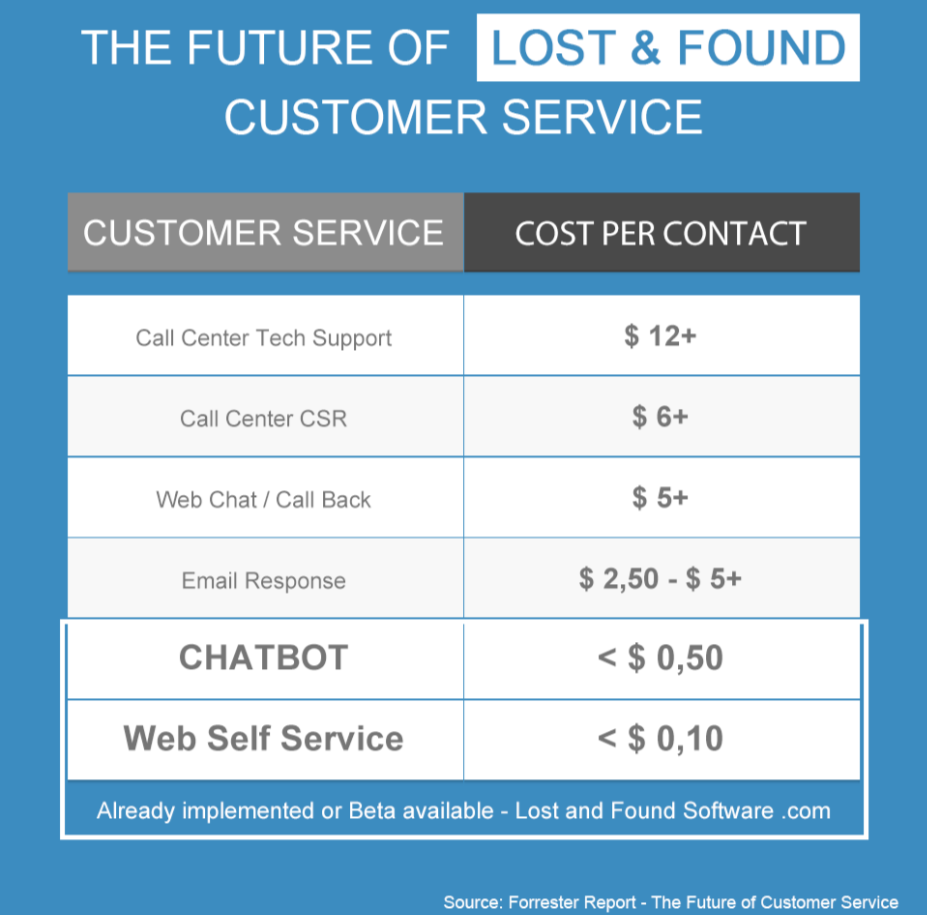 THE FUTURE OF LOST & FOUND
CUSTOMER SERVICE
CUSTOMER SERVICE COST PER CONTACT
Call Center Tech Support $ 12+
Call Center CSR $ 6+
Web Chat / Call Back $ 5+
Email Response $ 2,50 - $ 5+
CHATBOT < $ 0,50
Web Self Service < $ 0,10
Already implemented or Beta available - Lost and Found Software .com
Source: Forrester Report - The Future of Customer Service